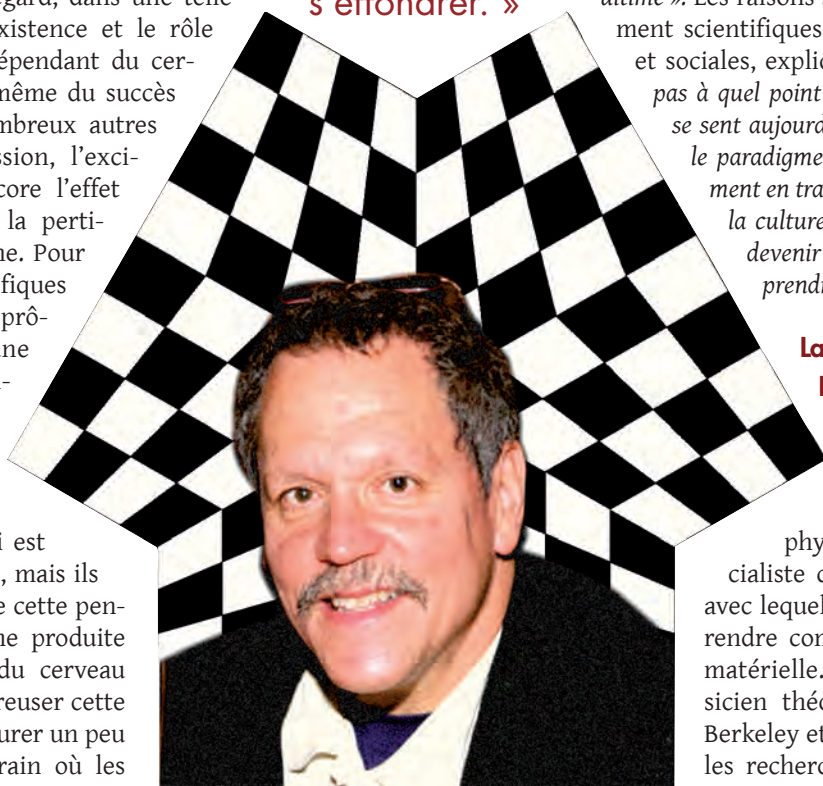 égard, dans une telle
xistence et le rôle
épendant du cer-
même du succès
mbreux autres
ssion, l'exci-
core l'effet
la perti-
ne. Pour
fiques
prô-
ne
-
i est
, mais ils
e cette pen-
ne produite
du cerveau
reuser cette
urer un peu
rain où les
s'effondrer. »
ultime ». Les raisons
ment scientifiques
et sociales, explic
pas à quel point
se sent aujourd
le paradigme
ment en tra
la culture
devenir
prendr
La
phy
cialiste d
avec lequel
rendre con
matérielle.
sicien théo
Berkeley et
les recherc